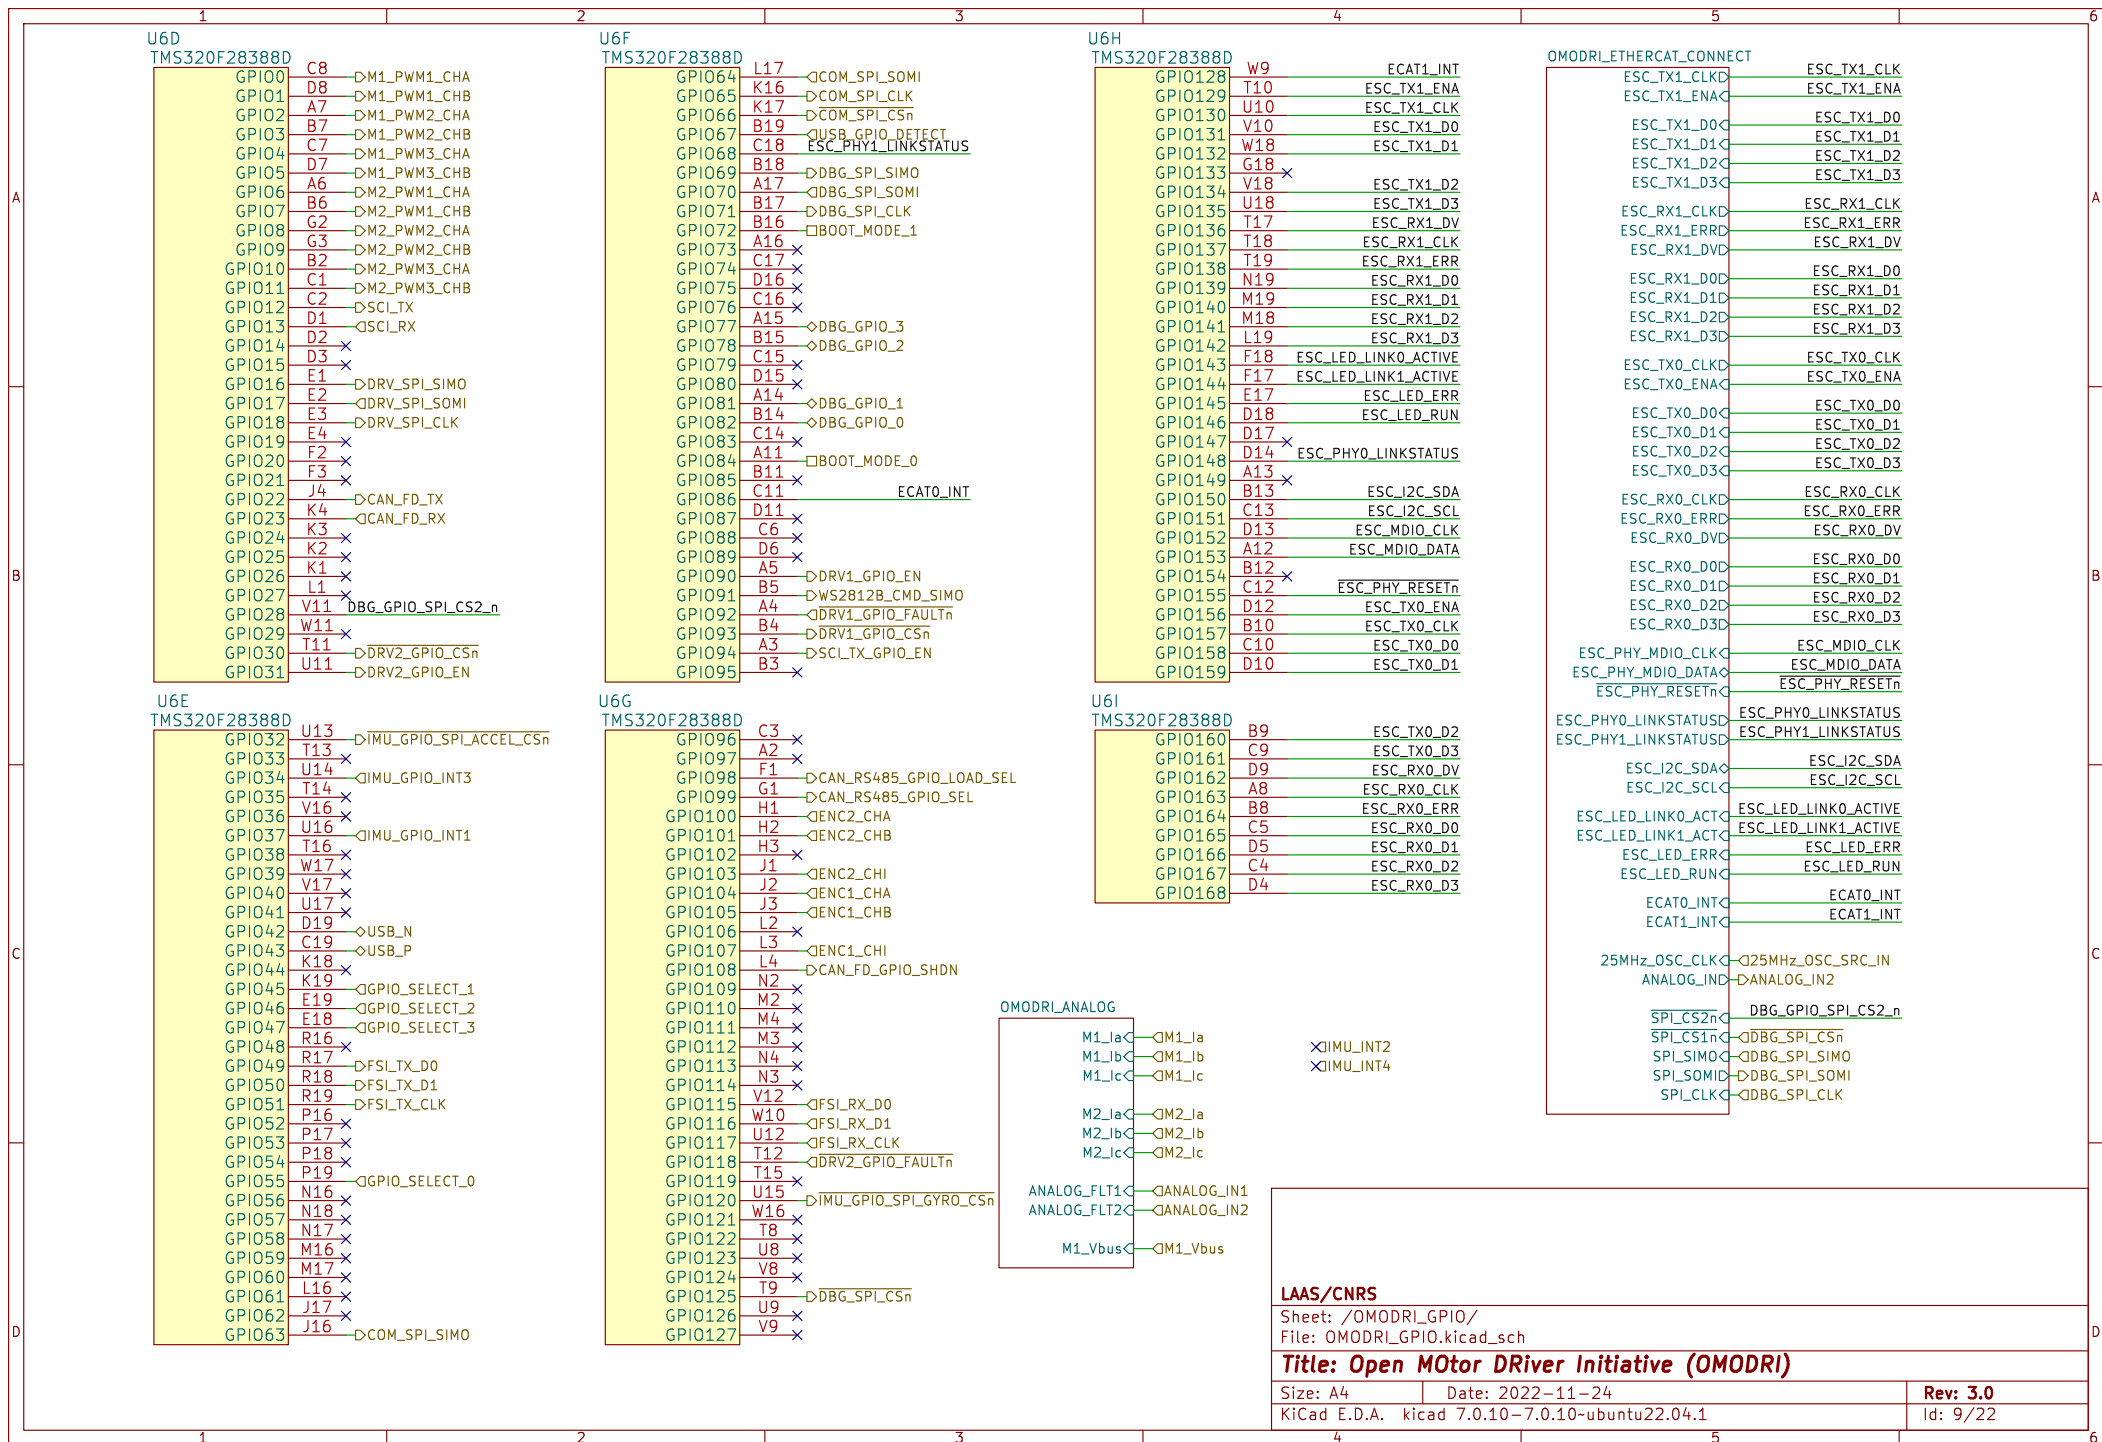 1 2 3 4 5 6
A
B
C
D
U6D
TMS320F28388D
GPIO0 C8 M1_PWM1_CHA
GPIO1 D8 M1_PWM1_CHB
GPIO2 A7 M1_PWM2_CHA
GPIO3 B7 M1_PWM2_CHB
GPIO4 C7 M1_PWM3_CHA
GPIO5 D7 M1_PWM3_CHB
GPIO6 A6 M2_PWM1_CHA
GPIO7 B6 M2_PWM1_CHB
GPIO8 G2 M2_PWM2_CHA
GPIO9 G3 M2_PWM2_CHB
GPIO10 B2 M2_PWM3_CHA
GPIO11 C1 M2_PWM3_CHB
GPIO12 C2 SCI_TX
GPIO13 D1 SCI_RX
GPIO14 D2
GPIO15 D3
GPIO16 E1 DRV_SPI_SIMO
GPIO17 E2 DRV_SPI_SOMI
GPIO18 E3 DRV_SPI_CLK
GPIO19 E4
GPIO20 F2
GPIO21 F3
GPIO22 J4 CAN_FD_TX
GPIO23 K4 CAN_FD_RX
GPIO24 K3
GPIO25 K2
GPIO26 K1
GPIO27 L1
GPIO28 V11 DBG_GPIO_SPI_CS2_n
GPIO29 W11
GPIO30 T11 DRV2_GPIO_CSn
GPIO31 U11 DRV2_GPIO_EN
U6E
TMS320F28388D
GPIO32 U13 IMU_GPIO_SPI_ACCEL_CSn
GPIO33 T13
GPIO34 U14 IMU_GPIO_INT3
GPIO35 T14
GPIO36 V16
GPIO37 U16 IMU_GPIO_INT1
GPIO38 T16
GPIO39 W17
GPIO40 V17
GPIO41 U17
GPIO42 D19 USB_N
GPIO43 C19 USB_P
GPIO44 K18
GPIO45 K19 GPIO_SELECT_1
GPIO46 E19 GPIO_SELECT_2
GPIO47 E18 GPIO_SELECT_3
GPIO48 R16
GPIO49 R17 FSI_TX_D0
GPIO50 R18 FSI_TX_D1
GPIO51 R19 FSI_TX_CLK
GPIO52 P16
GPIO53 P17
GPIO54 P18
GPIO55 P19 GPIO_SELECT_0
GPIO56 N16
GPIO57 N18
GPIO58 N17
GPIO59 M16
GPIO60 M17
GPIO61 L16
GPIO62 J17
GPIO63 J16 COM_SPI_SIMO
U6F
TMS320F28388D
GPIO64 L17 COM_SPI_SOMI
GPIO65 K16 COM_SPI_CLK
GPIO66 K17 COM_SPI_CSn
GPIO67 B19 USB_GPIO_DETECT
GPIO68 C18 ESC_PHY1_LINKSTATUS
GPIO69 B18 DBG_SPI_SIMO
GPIO70 A17 DBG_SPI_SOMI
GPIO71 B17 DBG_SPI_CLK
GPIO72 B16 BOOT_MODE_1
GPIO73 A16
GPIO74 C17
GPIO75 D16
GPIO76 C16
GPIO77 A15 DBG_GPIO_3
GPIO78 B15 DBG_GPIO_2
GPIO79 C15
GPIO80 D15
GPIO81 A14 DBG_GPIO_1
GPIO82 B14 DBG_GPIO_0
GPIO83 C14
GPIO84 A11 BOOT_MODE_0
GPIO85 B11
GPIO86 C11 ECAT0_INT
GPIO87 D11
GPIO88 C6
GPIO89 D6
GPIO90 A5 DRV1_GPIO_EN
GPIO91 B5 WS2812B_CMD_SIMO
GPIO92 A4 DRV1_GPIO_FAULTn
GPIO93 B4 DRV1_GPIO_CSn
GPIO94 A3 SCI_TX_GPIO_EN
GPIO95 B3
U6G
TMS320F28388D
GPIO96 C3
GPIO97 A2
GPIO98 F1 CAN_RS485_GPIO_LOAD_SEL
GPIO99 G1 CAN_RS485_GPIO_SEL
GPIO100 H1 ENC2_CHA
GPIO101 H2 ENC2_CHB
GPIO102 H3
GPIO103 J1 ENC2_CHI
GPIO104 J2 ENC1_CHA
GPIO105 J3 ENC1_CHB
GPIO106 L2
GPIO107 L3 ENC1_CHI
GPIO108 L4 CAN_FD_GPIO_SHDN
GPIO109 N2
GPIO110 M2
GPIO111 M4
GPIO112 M3
GPIO113 N4
GPIO114 N3
GPIO115 V12 FSI_RX_D0
GPIO116 W10 FSI_RX_D1
GPIO117 U12 FSI_RX_CLK
GPIO118 T12 DRV2_GPIO_FAULTn
GPIO119 T15
GPIO120 U15 IMU_GPIO_SPI_GYRO_CSn
GPIO121 W16
GPIO122 T8
GPIO123 U8
GPIO124 V8
GPIO125 T9 DBG_SPI_CSn
GPIO126 U9
GPIO127 V9
U6H
TMS320F28388D
GPIO128 W9 ECAT1_INT
GPIO129 T10 ESC_TX1_ENA
GPIO130 U10 ESC_TX1_CLK
GPIO131 V10 ESC_TX1_D0
GPIO132 W18 ESC_TX1_D1
GPIO133 G18
GPIO134 V18 ESC_TX1_D2
GPIO135 U18 ESC_TX1_D3
GPIO136 T17 ESC_RX1_DV
GPIO137 T18 ESC_RX1_CLK
GPIO138 T19 ESC_RX1_ERR
GPIO139 N19 ESC_RX1_D0
GPIO140 M19 ESC_RX1_D1
GPIO141 M18 ESC_RX1_D2
GPIO142 L19 ESC_RX1_D3
GPIO143 F18 ESC_LED_LINK0_ACTIVE
GPIO144 F17 ESC_LED_LINK1_ACTIVE
GPIO145 E17 ESC_LED_ERR
GPIO146 D18 ESC_LED_RUN
GPIO147 D17
GPIO148 D14 ESC_PHY0_LINKSTATUS
GPIO149 A13
GPIO150 B13 ESC_I2C_SDA
GPIO151 C13 ESC_I2C_SCL
GPIO152 D13 ESC_MDIO_CLK
GPIO153 A12 ESC_MDIO_DATA
GPIO154 B12
GPIO155 C12 ESC_PHY_RESETn
GPIO156 D12 ESC_TX0_ENA
GPIO157 B10 ESC_TX0_CLK
GPIO158 C10 ESC_TX0_D0
GPIO159 D10 ESC_TX0_D1
U6I
TMS320F28388D
GPIO160 B9 ESC_TX0_D2
GPIO161 C9 ESC_TX0_D3
GPIO162 D9 ESC_RX0_DV
GPIO163 A8 ESC_RX0_CLK
GPIO164 B8 ESC_RX0_ERR
GPIO165 C5 ESC_RX0_D0
GPIO166 D5 ESC_RX0_D1
GPIO167 C4 ESC_RX0_D2
GPIO168 D4 ESC_RX0_D3
OMODRI_ANALOG
M1_Ia M1_Ia
M1_Ib M1_Ib
M1_Ic M1_Ic
M2_Ia M2_Ia
M2_Ib M2_Ib
M2_Ic M2_Ic
ANALOG_FLT1 ANALOG_IN1
ANALOG_FLT2 ANALOG_IN2
M1_Vbus M1_Vbus
IMU_INT2
IMU_INT4
OMODRI_ETHERCAT_CONNECT
ESC_TX1_CLK ESC_TX1_CLK
ESC_TX1_ENA ESC_TX1_ENA
ESC_TX1_D0 ESC_TX1_D0
ESC_TX1_D1 ESC_TX1_D1
ESC_TX1_D2 ESC_TX1_D2
ESC_TX1_D3 ESC_TX1_D3
ESC_RX1_CLK ESC_RX1_CLK
ESC_RX1_ERR ESC_RX1_ERR
ESC_RX1_DV ESC_RX1_DV
ESC_RX1_D0 ESC_RX1_D0
ESC_RX1_D1 ESC_RX1_D1
ESC_RX1_D2 ESC_RX1_D2
ESC_RX1_D3 ESC_RX1_D3
ESC_TX0_CLK ESC_TX0_CLK
ESC_TX0_ENA ESC_TX0_ENA
ESC_TX0_D0 ESC_TX0_D0
ESC_TX0_D1 ESC_TX0_D1
ESC_TX0_D2 ESC_TX0_D2
ESC_TX0_D3 ESC_TX0_D3
ESC_RX0_CLK ESC_RX0_CLK
ESC_RX0_ERR ESC_RX0_ERR
ESC_RX0_DV ESC_RX0_DV
ESC_RX0_D0 ESC_RX0_D0
ESC_RX0_D1 ESC_RX0_D1
ESC_RX0_D2 ESC_RX0_D2
ESC_RX0_D3 ESC_RX0_D3
ESC_PHY_MDIO_CLK ESC_MDIO_CLK
ESC_PHY_MDIO_DATA ESC_MDIO_DATA
ESC_PHY_RESETn ESC_PHY_RESETn
ESC_PHY0_LINKSTATUS ESC_PHY0_LINKSTATUS
ESC_PHY1_LINKSTATUS ESC_PHY1_LINKSTATUS
ESC_I2C_SDA ESC_I2C_SDA
ESC_I2C_SCL ESC_I2C_SCL
ESC_LED_LINK0_ACT ESC_LED_LINK0_ACTIVE
ESC_LED_LINK1_ACT ESC_LED_LINK1_ACTIVE
ESC_LED_ERR ESC_LED_ERR
ESC_LED_RUN ESC_LED_RUN
ECAT0_INT ECAT0_INT
ECAT1_INT ECAT1_INT
25MHz_OSC_CLK 25MHz_OSC_SRC_IN
ANALOG_IN ANALOG_IN2
SPI_CS2n DBG_GPIO_SPI_CS2_n
SPI_CS1n DBG_SPI_CSn
SPI_SIMO DBG_SPI_SIMO
SPI_SOMI DBG_SPI_SOMI
SPI_CLK DBG_SPI_CLK
LAAS/CNRS
Sheet: /OMODRI_GPIO/
File: OMODRI_GPIO.kicad_sch
Title: Open MOtor DRiver Initiative (OMODRI)
Size: A4 Date: 2022-11-24 Rev: 3.0
KiCad E.D.A. kicad 7.0.10-7.0.10~ubuntu22.04.1 Id: 9/22
A
B
C
D
1 2 3 4 5 6